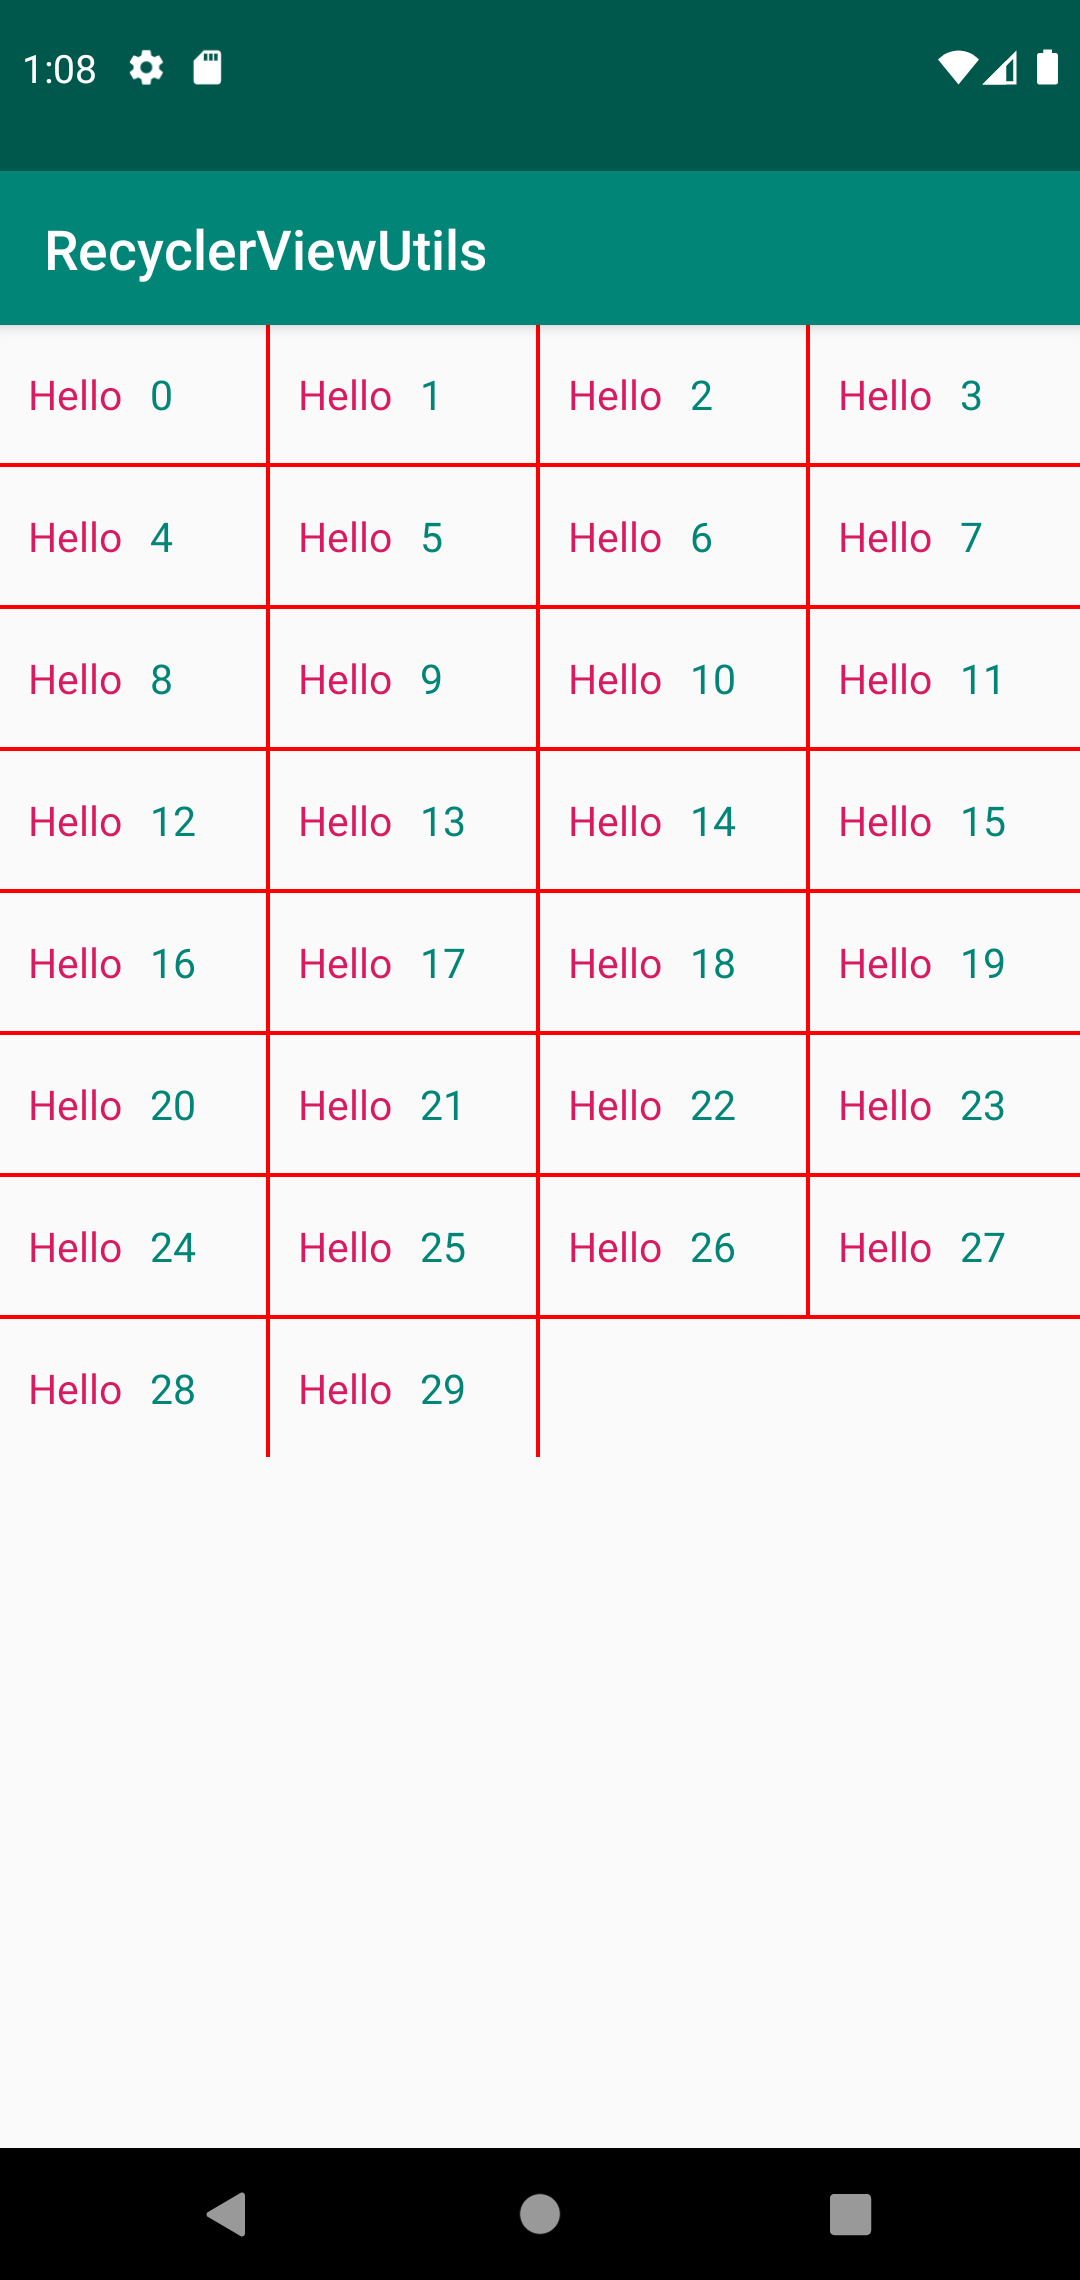 1:08
RecyclerViewUtils
Hello 0 Hello 1 Hello 2 Hello 3
Hello 4 Hello 5 Hello 6 Hello 7
Hello 8 Hello 9 Hello 10 Hello 11
Hello 12 Hello 13 Hello 14 Hello 15
Hello 16 Hello 17 Hello 18 Hello 19
Hello 20 Hello 21 Hello 22 Hello 23
Hello 24 Hello 25 Hello 26 Hello 27
Hello 28 Hello 29